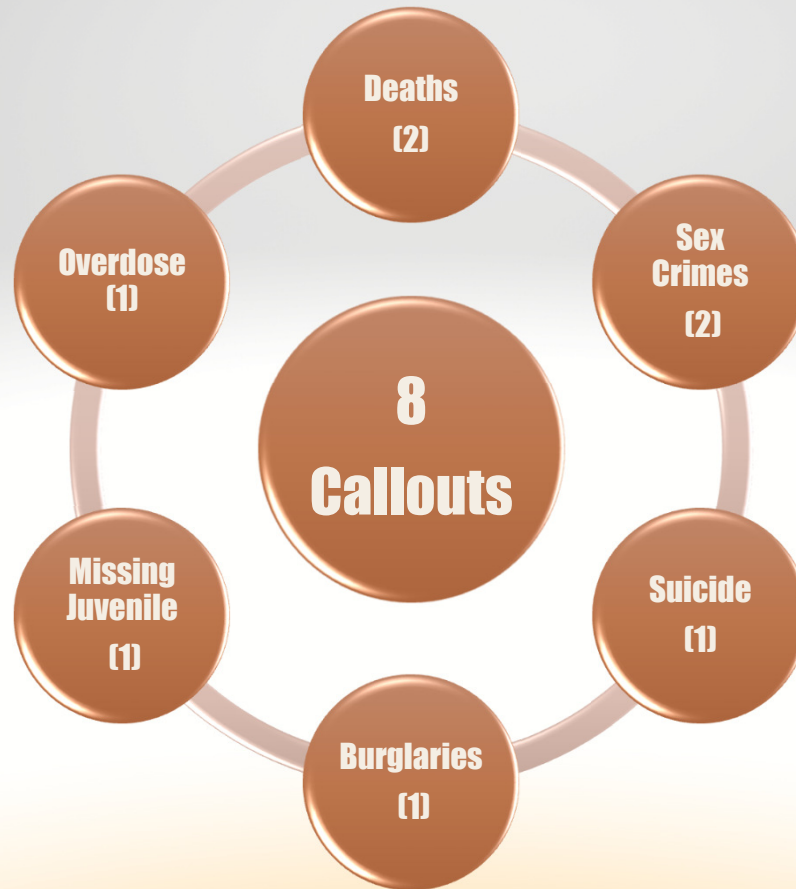 Deaths
(2)
Sex
Crimes
(2)
Suicide
(1)
Burglaries
(1)
Missing
Juvenile
(1)
Overdose
(1)
8
Callouts